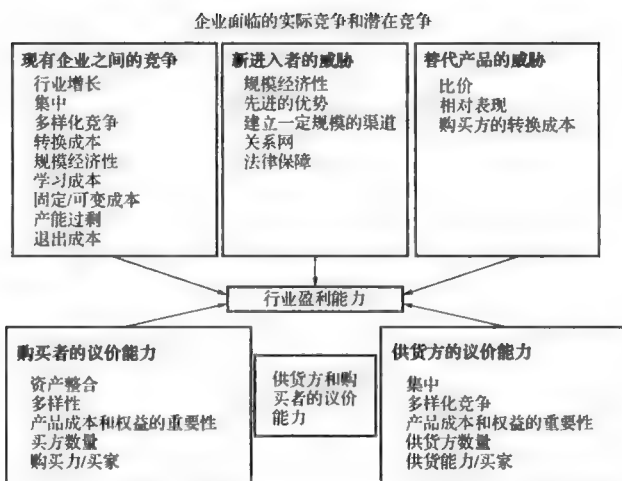 企业面临的实际竞争和潜在竞争
现有企业之间的竞争
行业增长
集中
多样化竞争
转换成本
规模经济性
学习成本
固定/可变成本
产能过剩
退出成本
新进入者的威胁
规模经济性
先进的优势
建立一定规模的渠道
关系网
法律保障
替代产品的威胁
比价
相对表现
购买方的转换成本
行业盈利能力
购买者的议价能力
资产整合
多样性
产品成本和权益的重要性
买方数量
购买力/买家
供货方和购
买者的议价
能力
供货方的议价能力
集中
多样化竞争
产品成本和权益的重要性
供货方数量
供货能力/买家